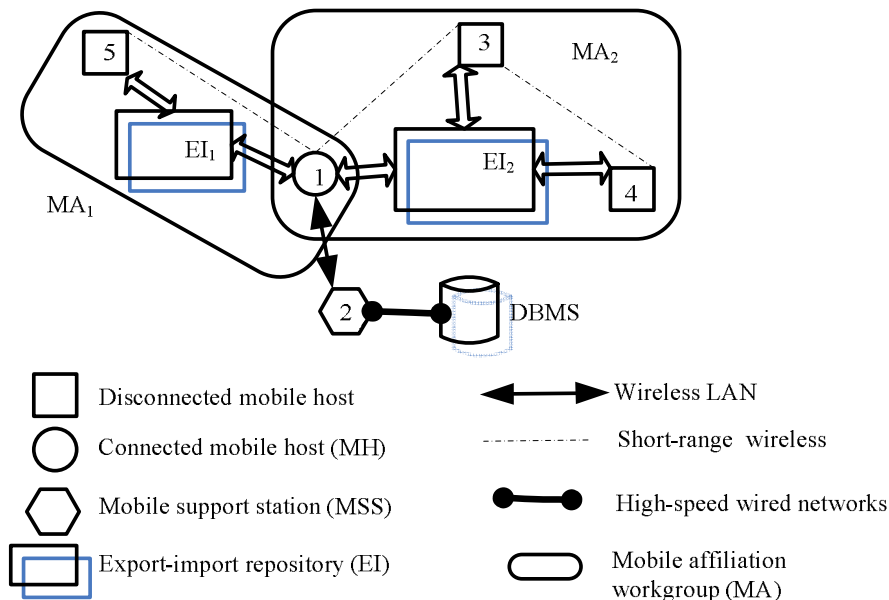 5
3
MA₂
EI₁
EI₂
1
4
MA₁
2
DBMS
Disconnected mobile host
Connected mobile host (MH)
Mobile support station (MSS)
Export-import repository (EI)
Wireless LAN
Short-range wireless
High-speed wired networks
Mobile affiliation
workgroup (MA)